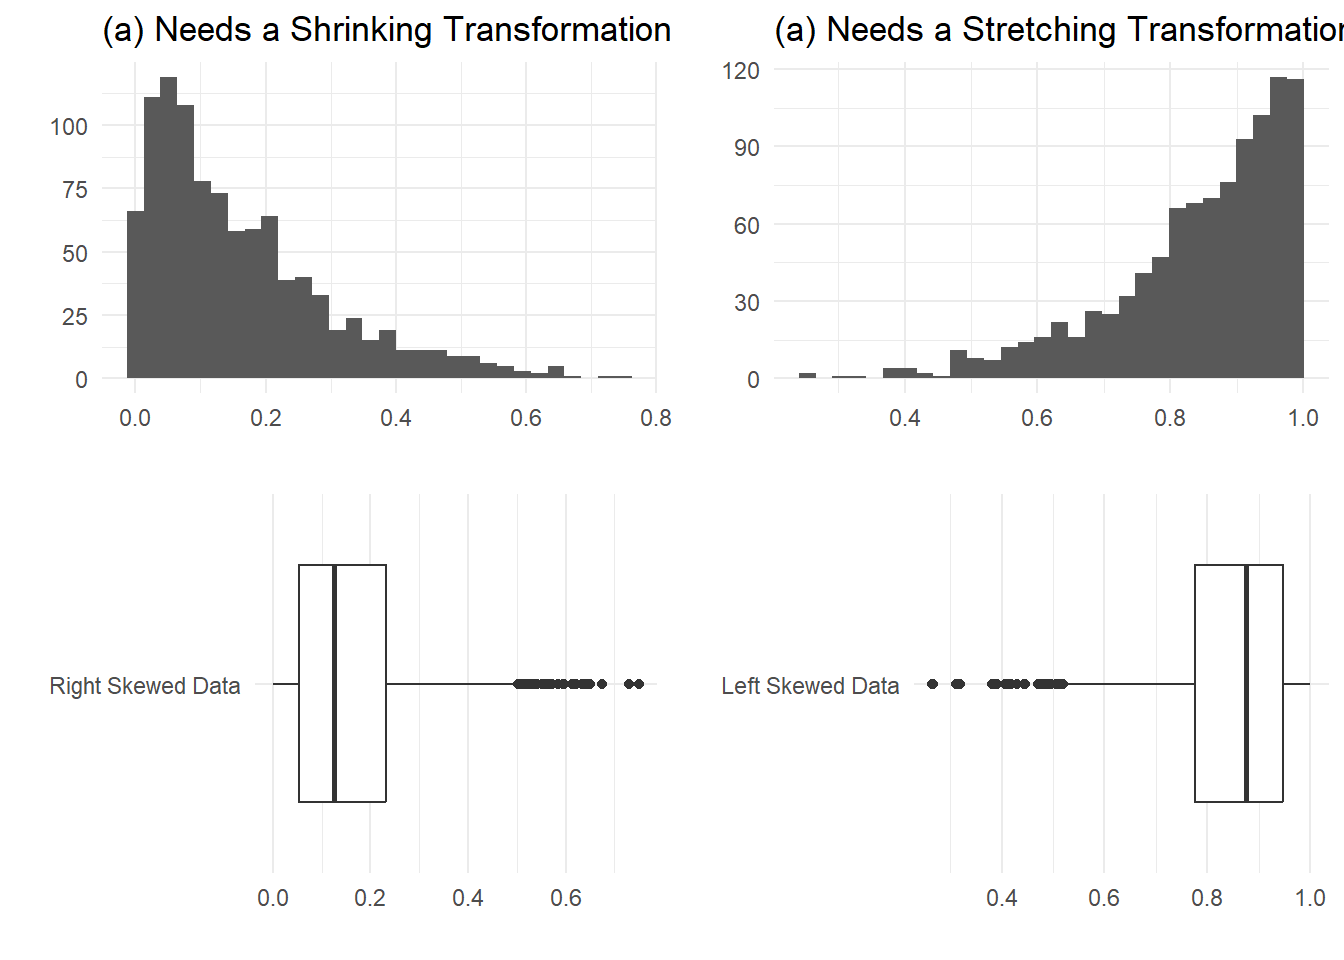 (a) Needs a Shrinking Transformation
100
75
50
25
0
0.0 0.2 0.4 0.6 0.8
(a) Needs a Stretching Transformation
120
90
60
30
0
0.4 0.6 0.8 1.0
Right Skewed Data
0.0 0.2 0.4 0.6
Left Skewed Data
0.4 0.6 0.8 1.0